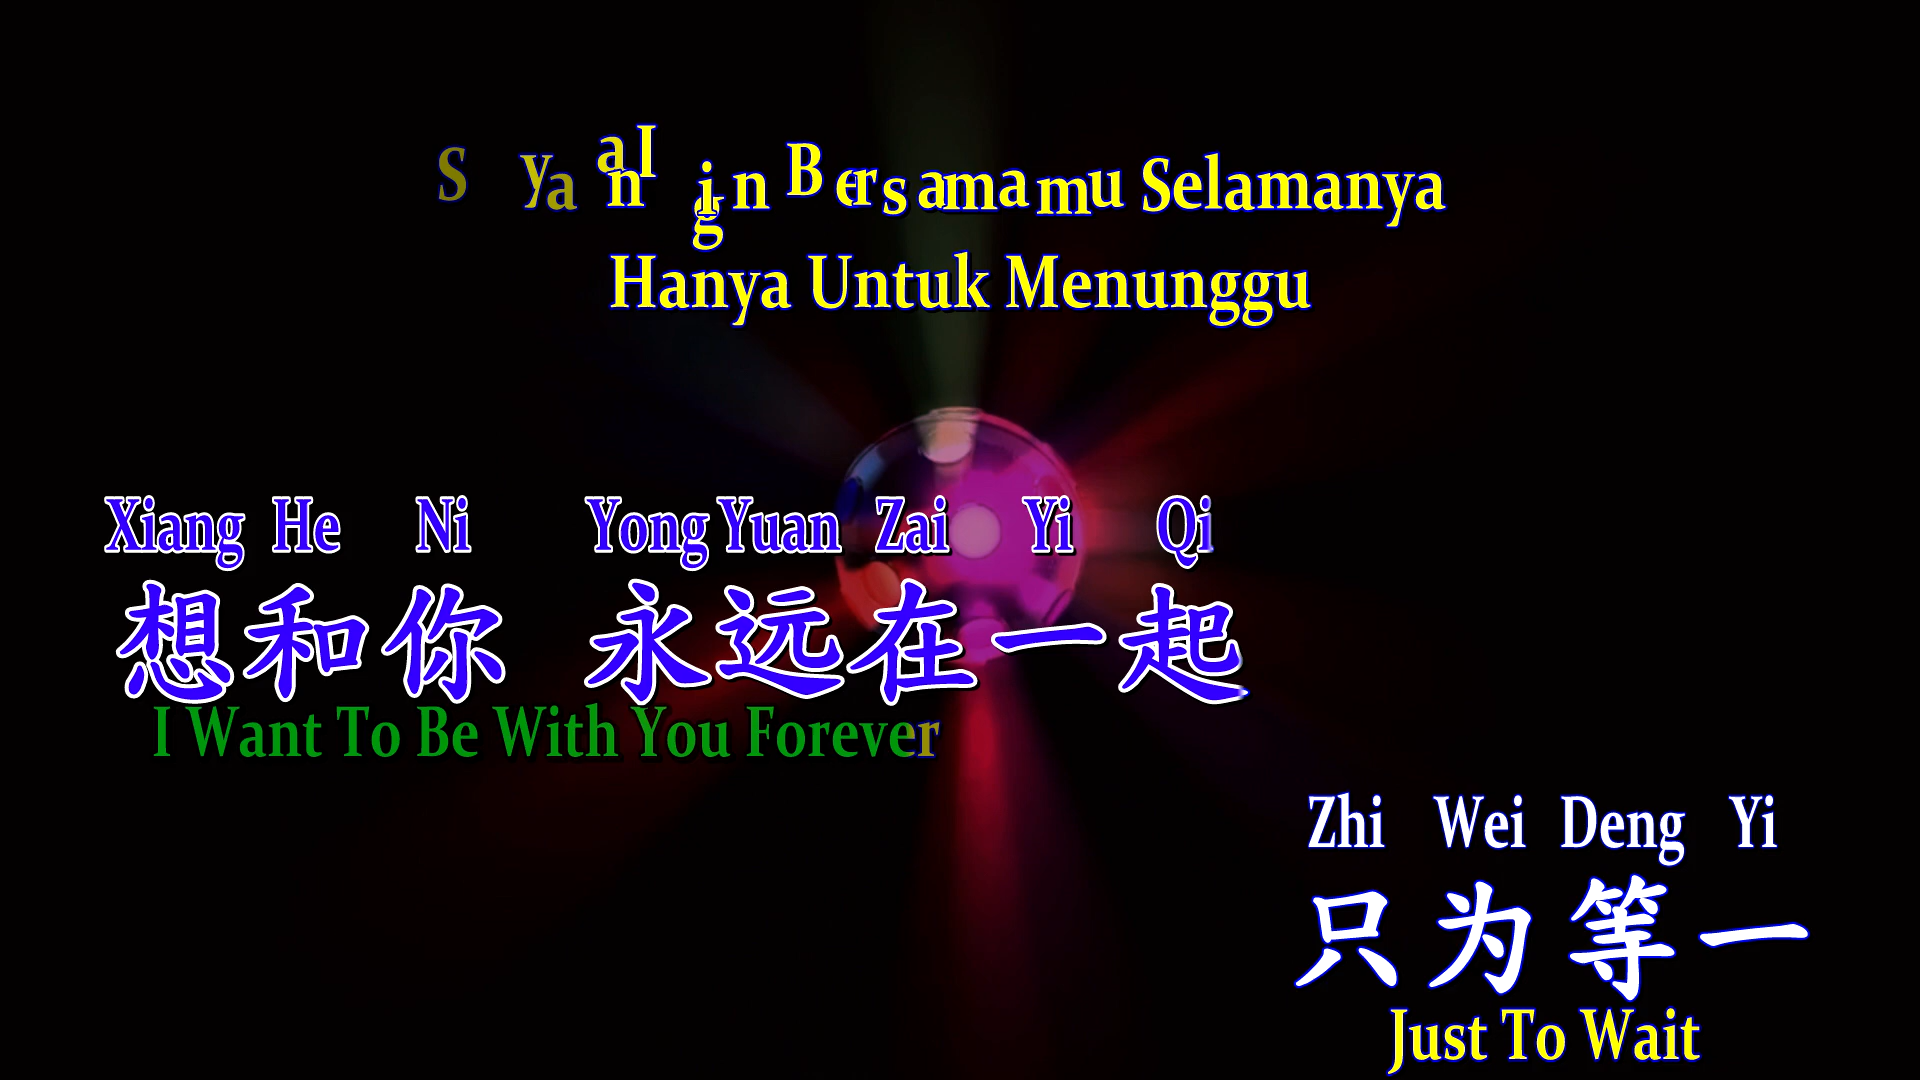 Saya Ingin Bersamamu Selamanya
Hanya Untuk Menunggu
Xiang He Ni Yong Yuan Zai Yi Qi
想和你 永远在一起
I Want To Be With You Forever
Zhi Wei Deng Yi
只为等一
Just To Wait